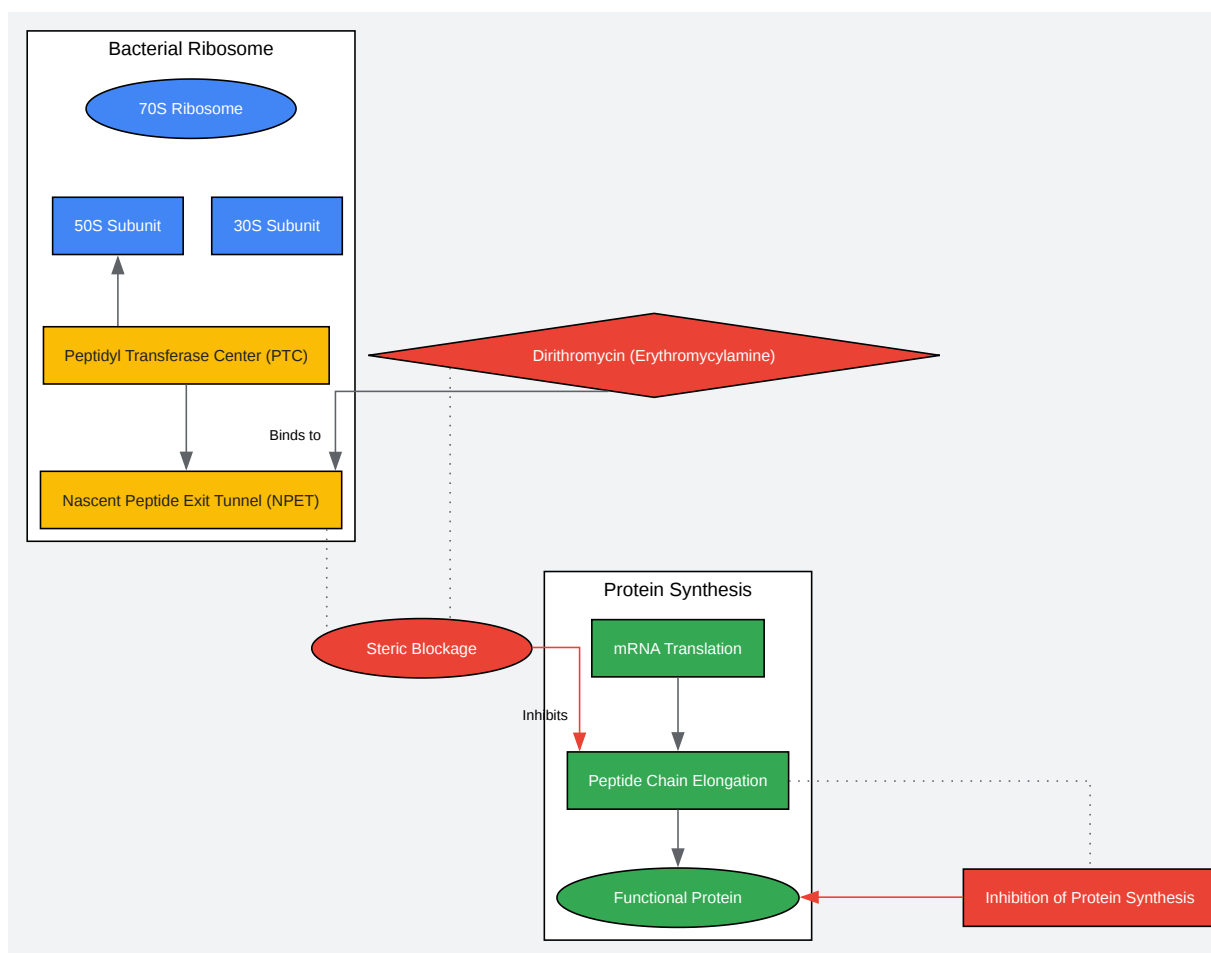 Bacterial Ribosome
70S Ribosome
50S Subunit
30S Subunit
Peptidyl Transferase Center (PTC)
Dirithromycin (Erythromycylamine)
Binds to
Nascent Peptide Exit Tunnel (NPET)
Protein Synthesis
Steric Blockage
mRNA Translation
Inhibits
Peptide Chain Elongation
Functional Protein
Inhibition of Protein Synthesis